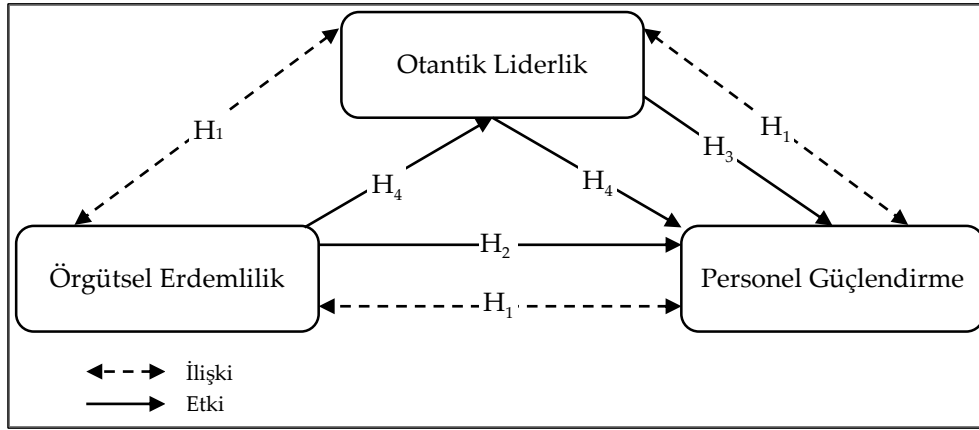 Otantik Liderlik
H1
H1
H3
H4
H4
Örgütsel Erdemlilik
H2
Personel Güçlendirme
H1
İlişki
Etki